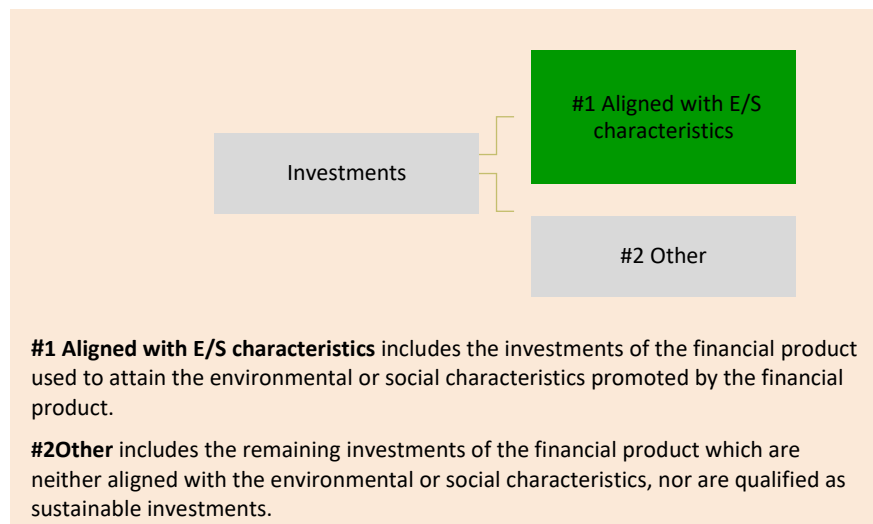 #1 Aligned with E/S
characteristics
Investments
#2 Other
#1 Aligned with E/S characteristics includes the investments of the financial product
used to attain the environmental or social characteristics promoted by the financial
product.
#2Other includes the remaining investments of the financial product which are
neither aligned with the environmental or social characteristics, nor are qualified as
sustainable investments.